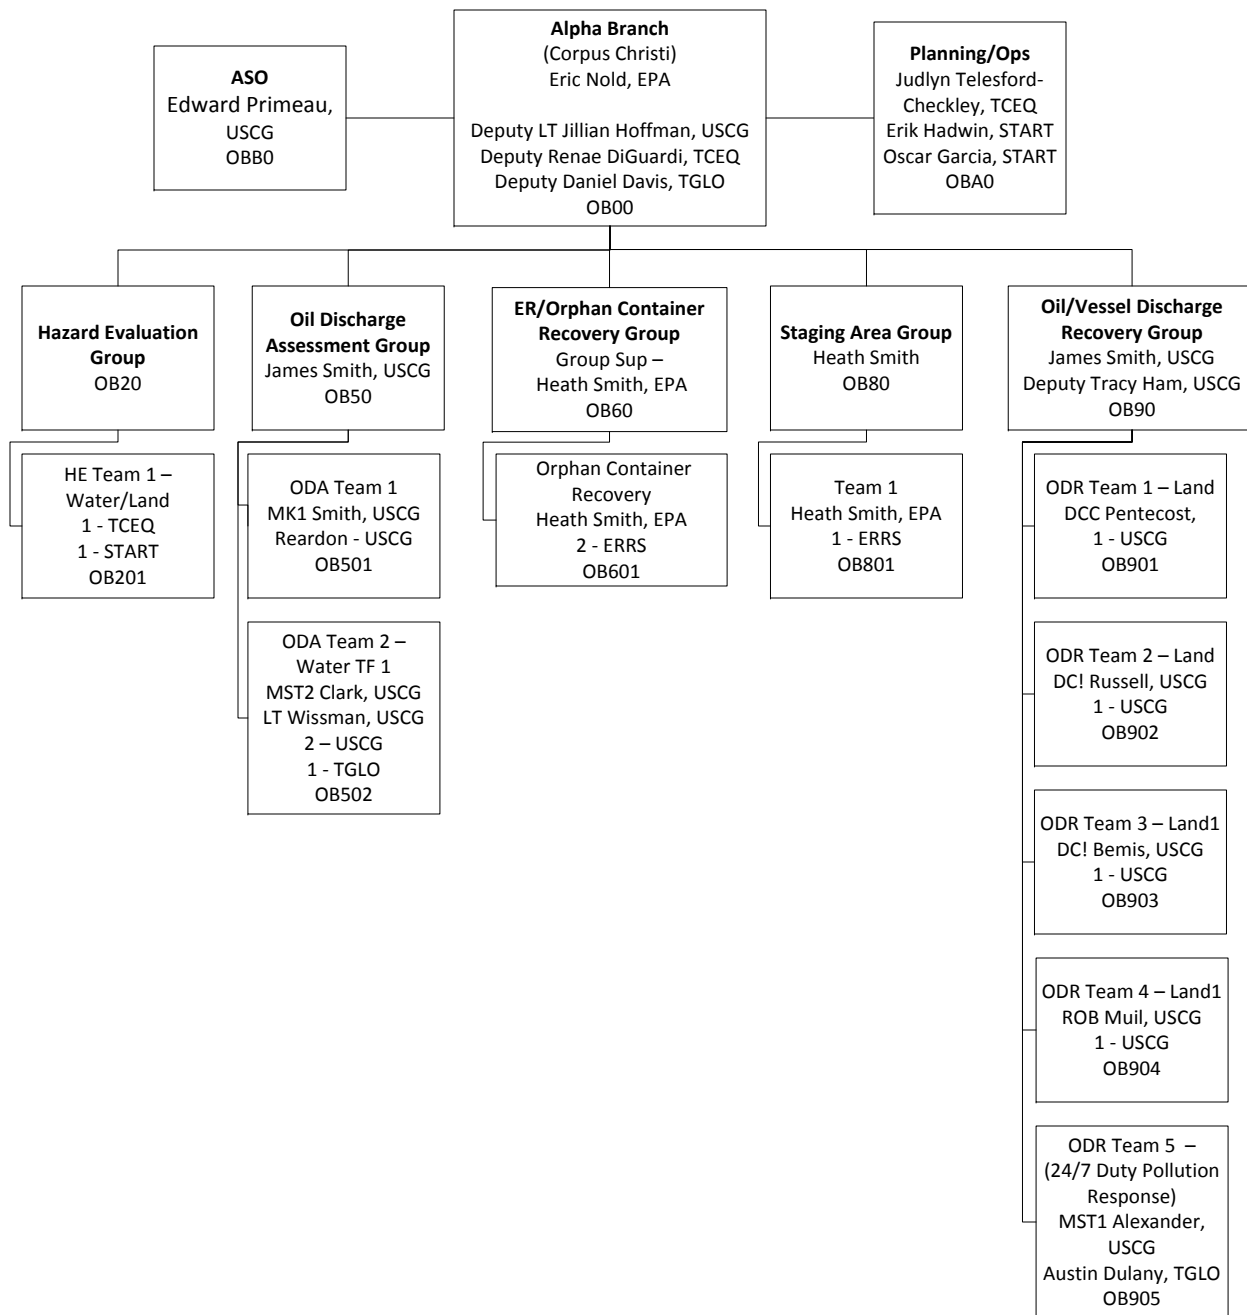 ASO
Edward Primeau,
USCG
OBB0
Alpha Branch
(Corpus Christi)
Eric Nold, EPA
Deputy LT Jillian Hoffman, USCG
Deputy Renae DiGuardi, TCEQ
Deputy Daniel Davis, TGLO
OB00
Planning/Ops
Judlyn Telesford-
Checkley, TCEQ
Erik Hadwin, START
Oscar Garcia, START
OBA0
Hazard Evaluation
Group
OB20
Oil Discharge
Assessment Group
James Smith, USCG
OB50
ER/Orphan Container
Recovery Group
Group Sup –
Heath Smith, EPA
OB60
Staging Area Group
Heath Smith
OB80
Oil/Vessel Discharge
Recovery Group
James Smith, USCG
Deputy Tracy Ham, USCG
OB90
HE Team 1 –
Water/Land
1 - TCEQ
1 - START
OB201
ODA Team 1
MK1 Smith, USCG
Reardon - USCG
OB501
Orphan Container
Recovery
Heath Smith, EPA
2 - ERRS
OB601
Team 1
Heath Smith, EPA
1 - ERRS
OB801
ODR Team 1 – Land
DCC Pentecost,
1 - USCG
OB901
ODA Team 2 –
Water TF 1
MST2 Clark, USCG
LT Wissman, USCG
2 – USCG
1 - TGLO
OB502
ODR Team 2 – Land
DC! Russell, USCG
1 - USCG
OB902
ODR Team 3 – Land1
DC! Bemis, USCG
1 - USCG
OB903
ODR Team 4 – Land1
ROB Muil, USCG
1 - USCG
OB904
ODR Team 5 –
(24/7 Duty Pollution
Response)
MST1 Alexander,
USCG
Austin Dulany, TGLO
OB905